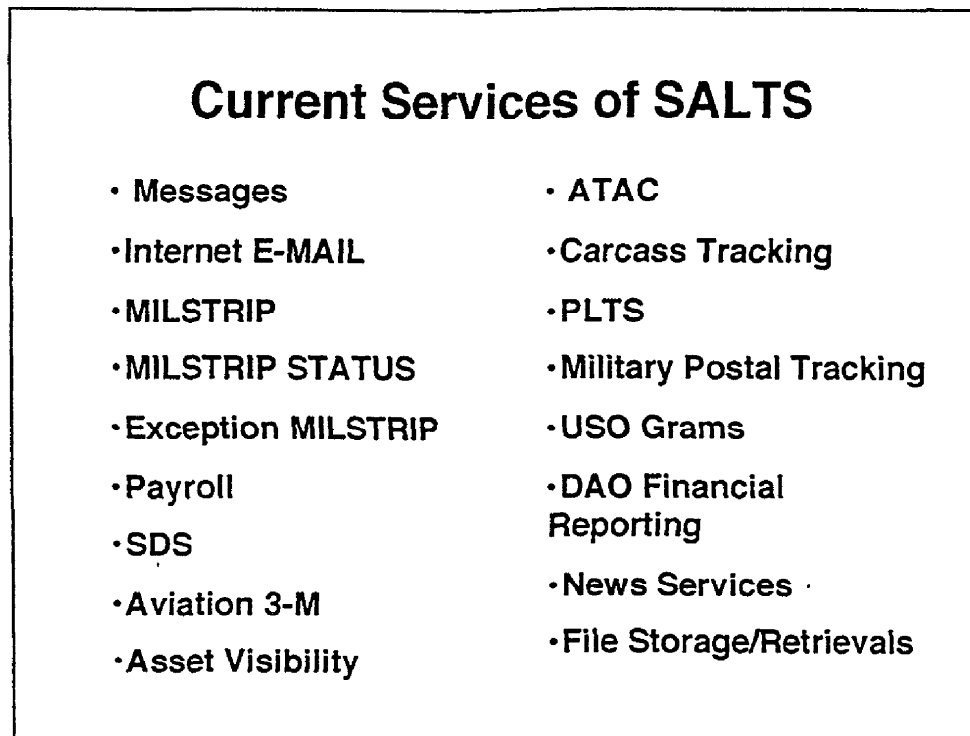 Current Services of SALTS
• Messages
•Internet E-MAIL
•MILSTRIP
•MILSTRIP STATUS
•Exception MILSTRIP
•Payroll
•SDS
•Aviation 3-M
•Asset Visibility
• ATAC
•Carcass Tracking
•PLTS
•Military Postal Tracking
•USO Grams
•DAO Financial
Reporting
•News Services
•File Storage/Retrievals